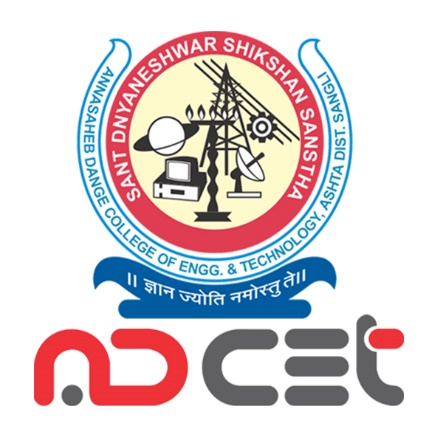 SANT DNYANESHWAR SHIKSHAN SANSTHA
ANNASAHEB DANGE COLLEGE OF ENGG. & TECHNOLOGY, ASHTA DIST. SANGLI
॥ ज्ञान ज्योति नमोस्तु ते॥
ADCET